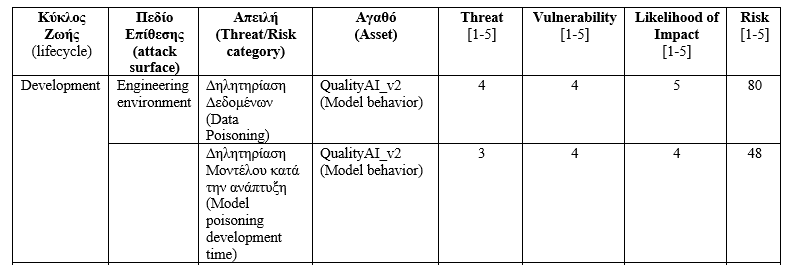 Κύκλος Ζωής (lifecycle)
Πεδίο Επίθεσης (attack surface)
Απειλή (Threat/Risk category)
Αγαθό (Asset)
Threat [1-5]
Vulnerability [1-5]
Likelihood of Impact [1-5]
Risk [1-5]
Development
Engineering environment
Δηλητηρίαση Δεδομένων (Data Poisoning)
QualityAI_v2 (Model behavior)
4
4
5
80
Δηλητηρίαση Μοντέλου κατά την ανάπτυξη (Model poisoning development time)
QualityAI_v2 (Model behavior)
3
4
4
48